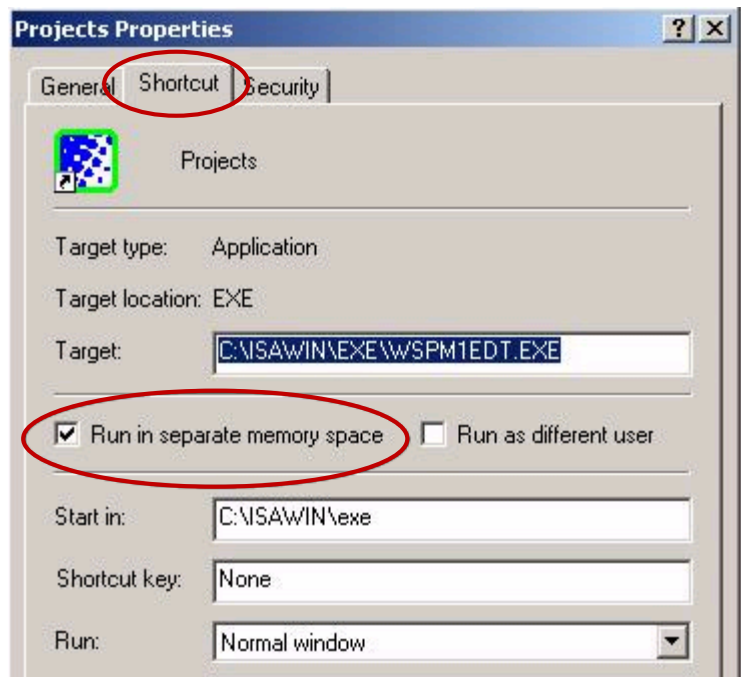 Projects Properties
General Shortcut Security
Projects
Target type: Application
Target location: EXE
Target: C:\ISAWIN\EXE\WSPM1EDT.EXE
Run in separate memory space Run as different user
Start in: C:\ISAWIN\exe
Shortcut key: None
Run: Normal window